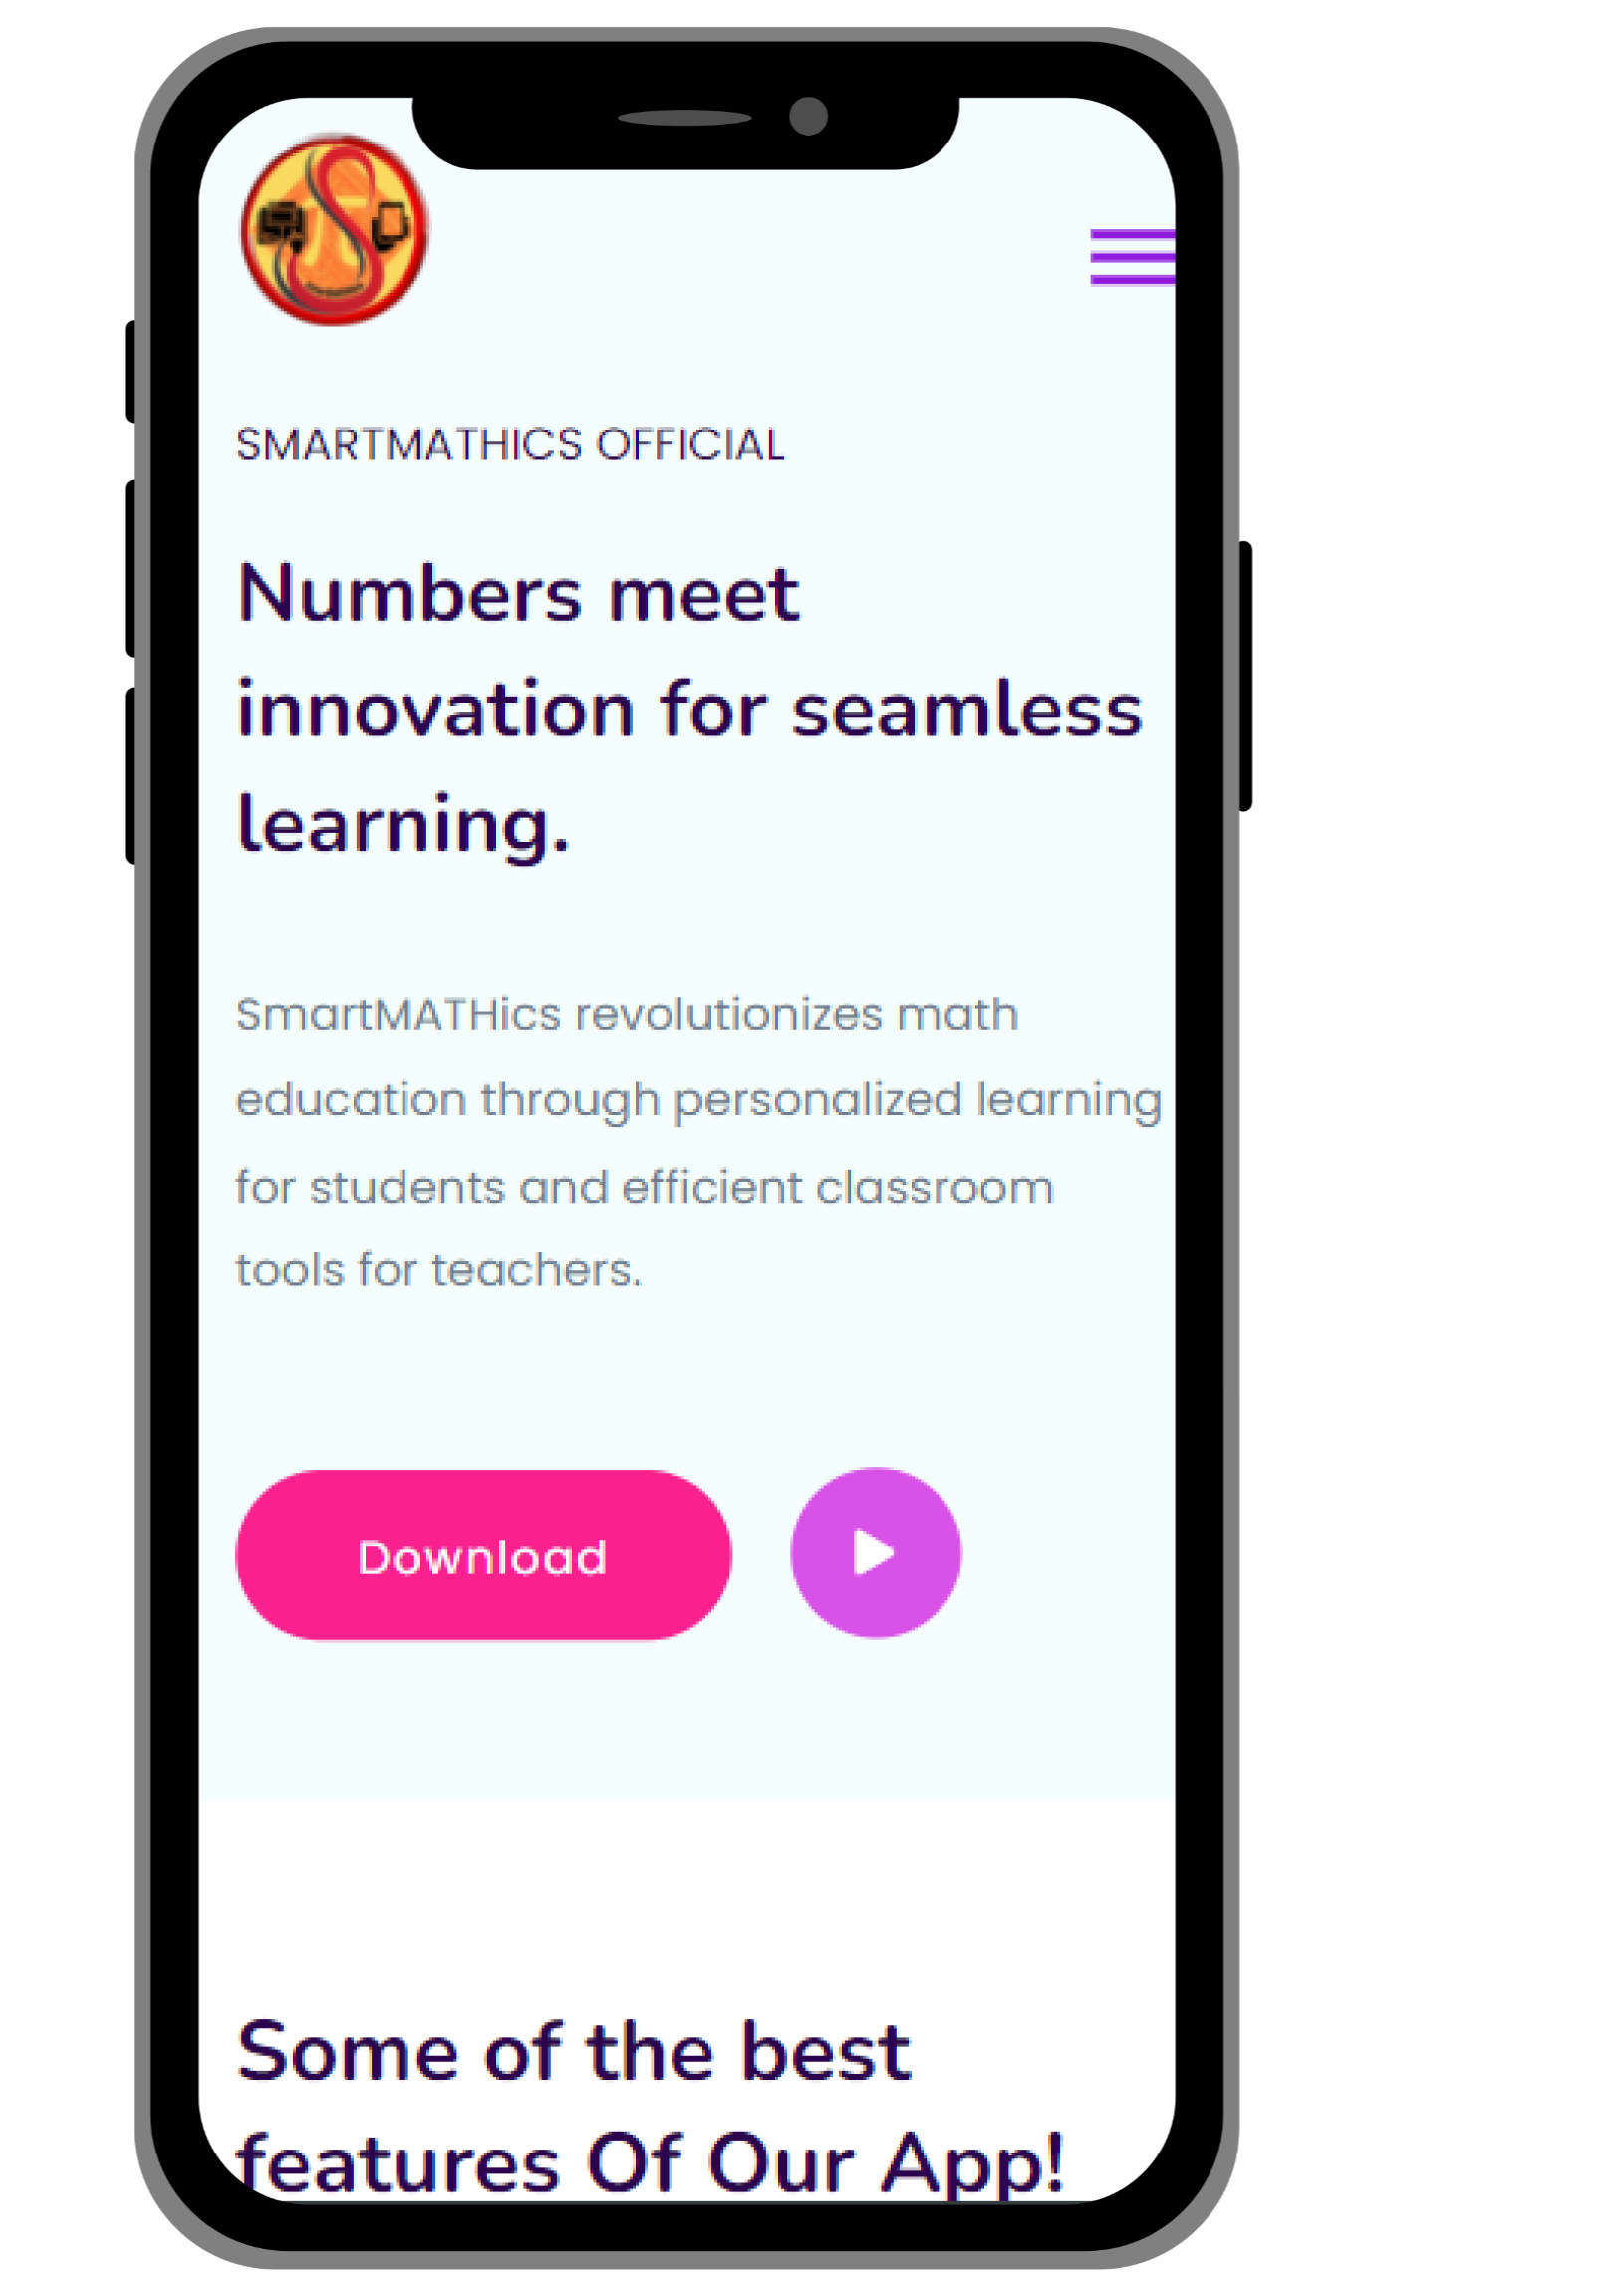 SMARTMATHICS OFFICIAL
Numbers meet
innovation for seamless
learning.
SmartMATHics revolutionizes math
education through personalized learning
for students and efficient classroom
tools for teachers.
Download
Some of the best
features Of Our App!